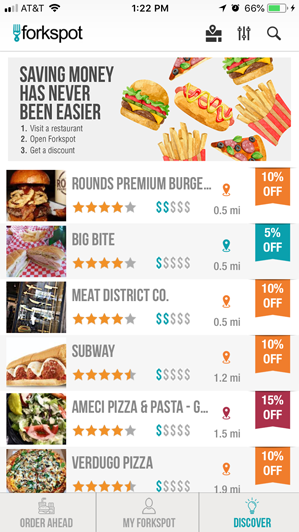 AT&T 1:22 PM 66%
forkspot
SAVING MONEY
HAS NEVER
BEEN EASIER
1. Visit a restaurant
2. Open Forkspot
3. Get a discount
ROUNDS PREMIUM BURGE... 10%
OFF
$$$$$ 0.5 mi
BIG BITE 5%
OFF
$$$$$ 0.5 mi
MEAT DISTRICT CO. 10%
OFF
$$$$$ 0.5 mi
SUBWAY 10%
OFF
$$$$$ 1.2 mi
AMECI PIZZA & PASTA - G... 15%
OFF
$$$$$ 1.5 mi
VERDUGO PIZZA 10%
OFF
$$$$$ 1.9 mi
ORDER AHEAD MY FORKSPOT DISCOVER